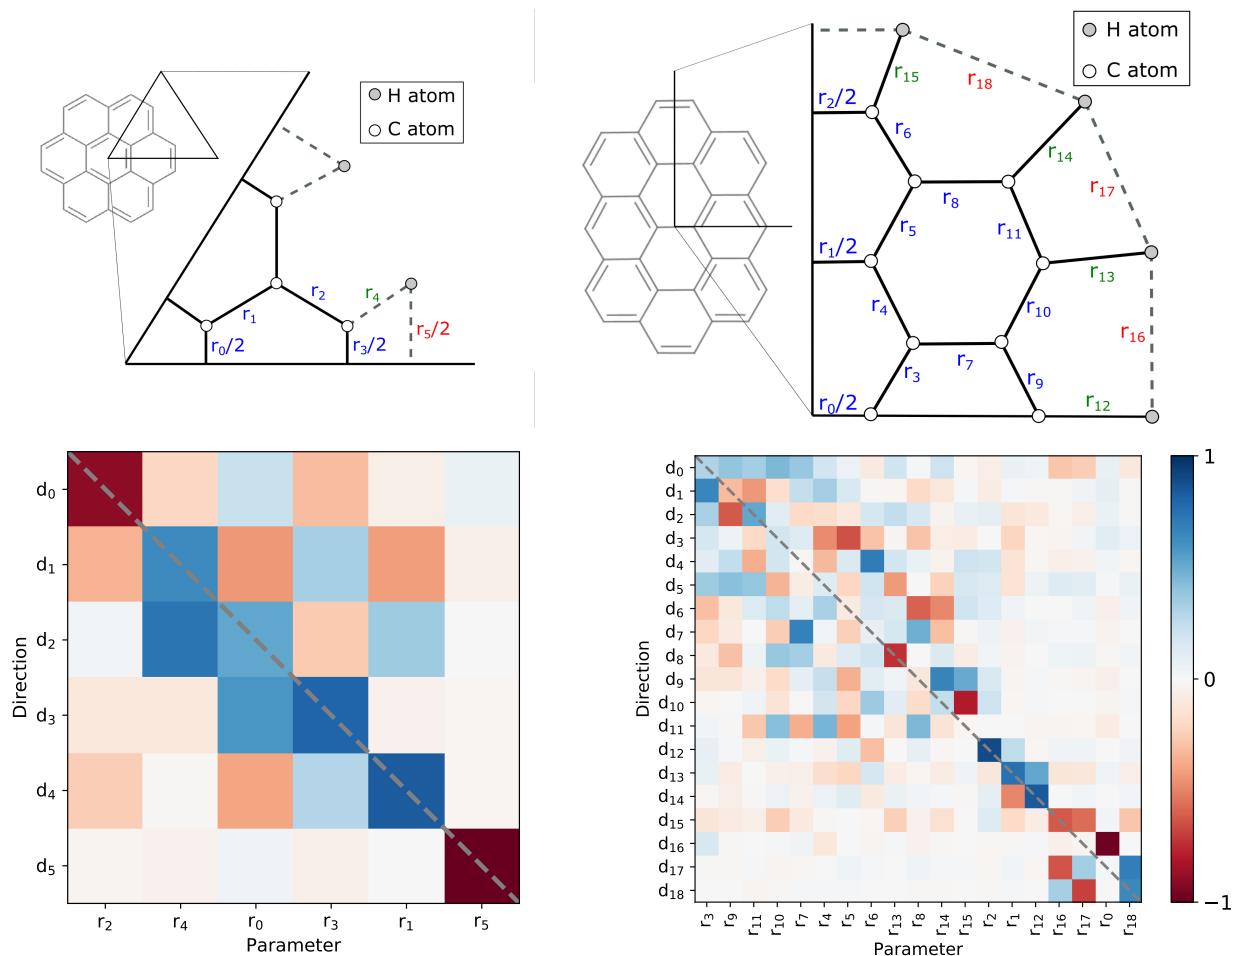 H atom
C atom
r₄
r₂
r₁
r₅/2
r₀/2
r₃/2
H atom
C atom
r₁₅
r₁₈
r₂/2
r₆
r₁₄
r₁₇
r₈
r₅
r₁₁
r₁/2
r₁₃
r₄
r₁₀
r₁₆
r₃
r₇
r₉
r₀/2
r₁₂
Direction
d₀
d₁
d₂
d₃
d₄
d₅
r₂ r₄ r₀ r₃ r₁ r₅
Parameter
Direction
d₀
d₁
d₂
d₃
d₄
d₅
d₆
d₇
d₈
d₉
d₁₀
d₁₁
d₁₂
d₁₃
d₁₄
d₁₅
d₁₆
d₁₇
d₁₈
r₃ r₉ r₁₁ r₁₀ r₇ r₄ r₅ r₆ r₁₃ r₈ r₁₄ r₁₅ r₂ r₁ r₁₂ r₁₆ r₁₇ r₀ r₁₈
Parameter
1
0
−1